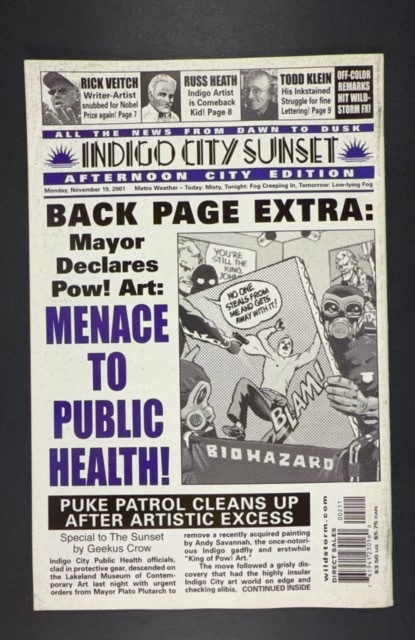 RICK VEITCH
Writer-Artist
snubbed for Nobel
Prize again! Page 7
RUSS HEATH
Indigo Artist
is Comeback
Kid! Page 8
TODD KLEIN
His Inkstained
Struggle for fine
Lettering! Page 9
OFF-COLOR
REMARKS
HIT WILD-
STORM FX!
ALL THE NEWS FROM DAWN TO DUSK
INDIGO CITY SUNSET
AFTERNOON CITY EDITION
Monday, November 19, 2001 Metro Weather – Today: Misty, Tonight: Fog Creeping In, Tomorrow: Low-lying Fog
BACK PAGE EXTRA:
Mayor
Declares
Pow! Art:
MENACE
TO
PUBLIC
HEALTH!
YOU'RE
STILL THE
KING,
NO ONE
STEALS FROM
ME AND GETS
AWAY WITH IT!
BLAM!
BIOHAZARD
PUKE PATROL CLEANS UP
AFTER ARTISTIC EXCESS
Special to The Sunset
by Geekus Crow
Indigo City Public Health officials,
clad in protective gear, descended on
the Lakeland Museum of Contem-
porary Art last night with urgent
orders from Mayor Plato Plutarch to
remove a recently acquired painting
by Andy Savannah, the once-notori-
ous Indigo gadfly and erstwhile
"King of Pow! Art."
The move followed a grisly dis-
covery that had the highly insular
Indigo City art world on edge and
checking alibis. CONTINUED INSIDE
wildstorm.com
DIRECT SALES
$3.50 US $5.75 CAN
00211